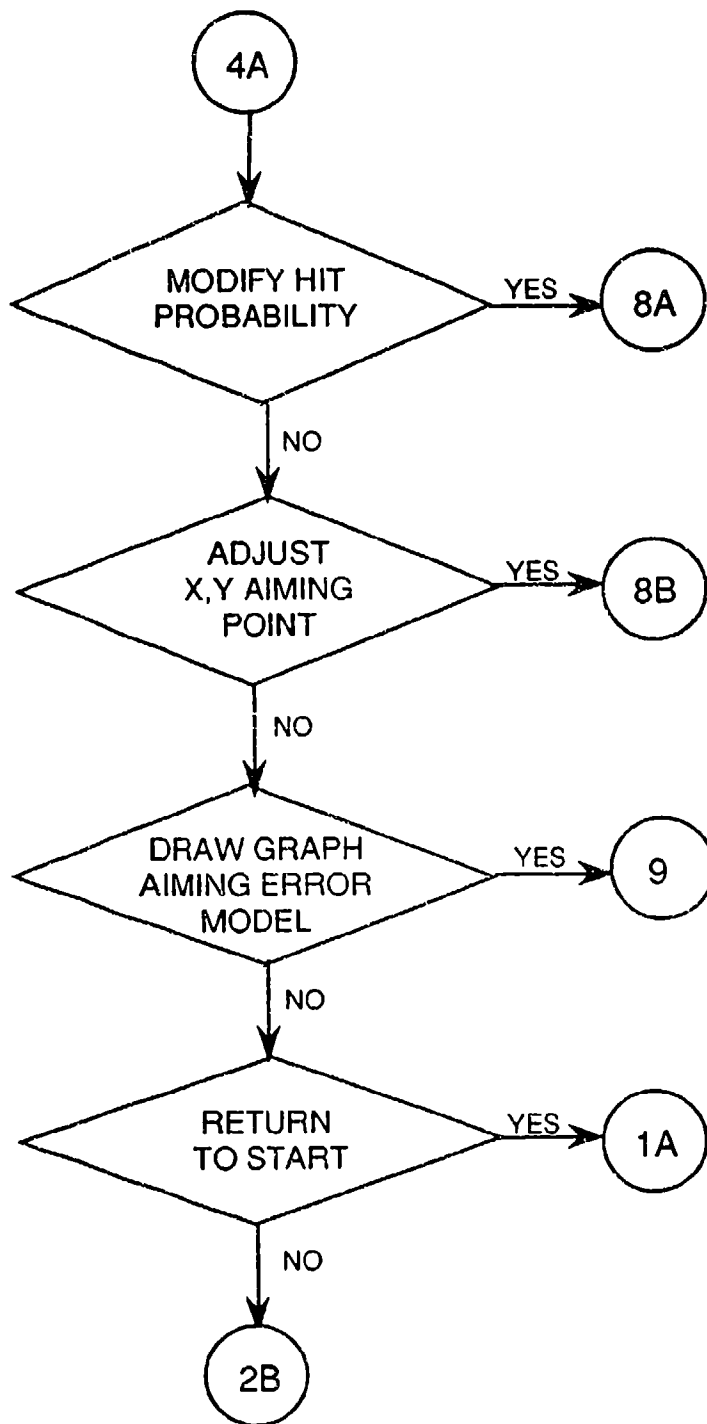 4A
MODIFY HIT
PROBABILITY
YES
8A
NO
ADJUST
X,Y AIMING
POINT
YES
8B
NO
DRAW GRAPH
AIMING ERROR
MODEL
YES
9
NO
RETURN
TO START
YES
1A
NO
2B